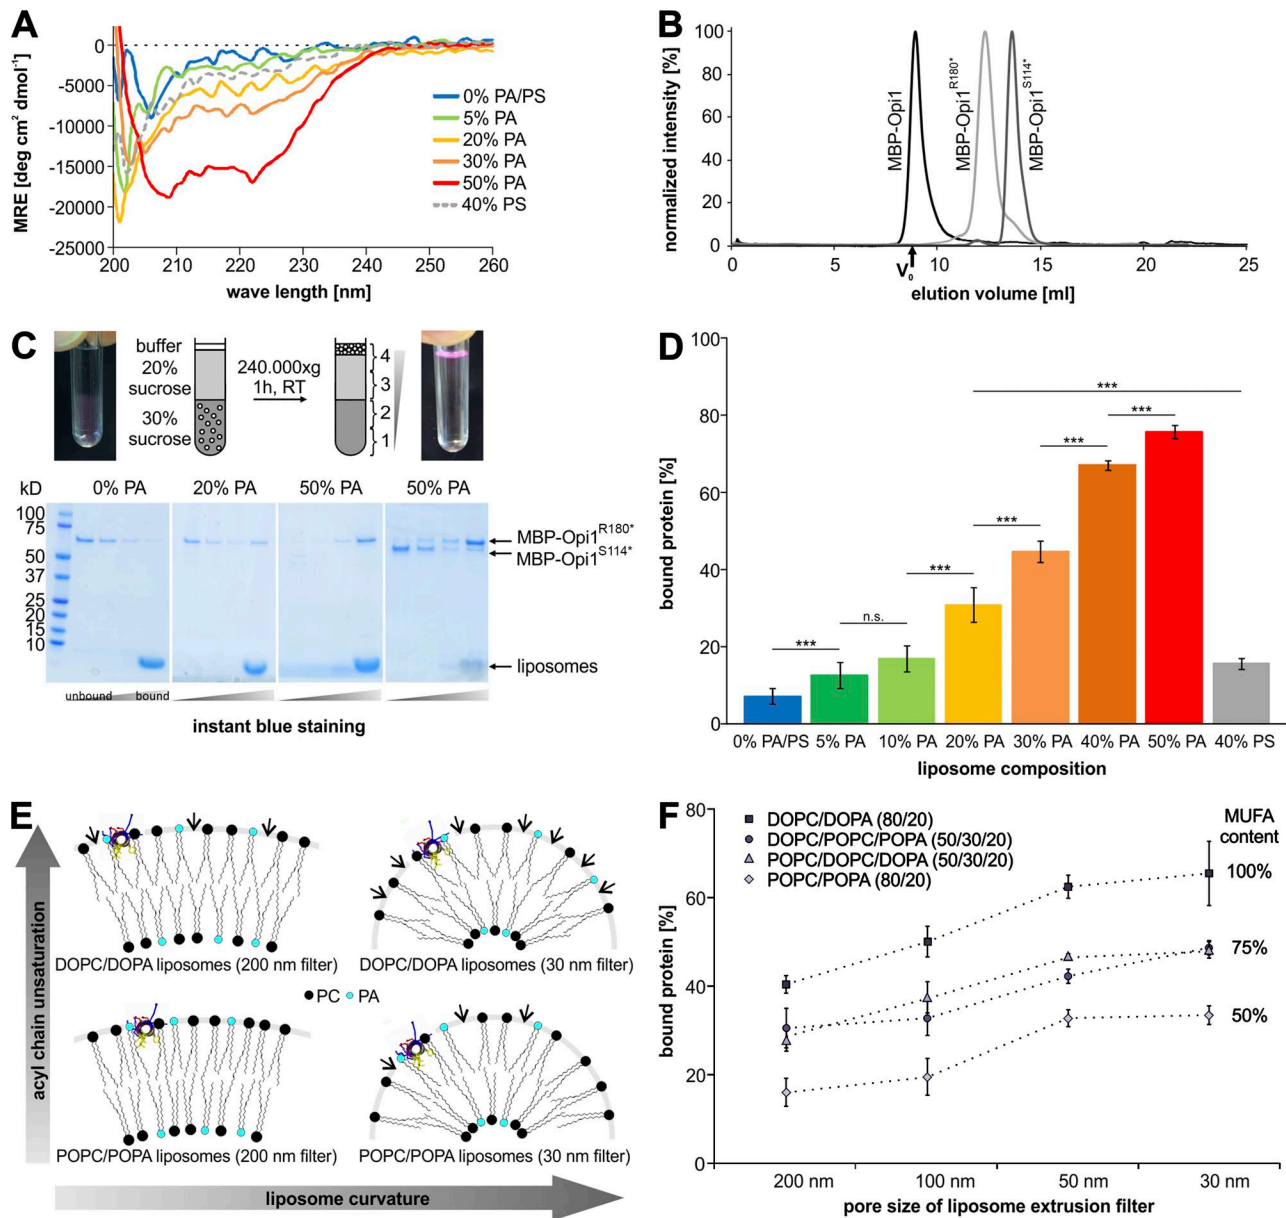 A
0
-5000
-10000
-15000
-20000
-25000
MRE [deg cm² dmol⁻¹]
200 210 220 230 240 250 260
wave length [nm]
0% PA/PS
5% PA
20% PA
30% PA
50% PA
40% PS
B
100
80
60
40
20
0
normalized intensity [%]
MBP-Opi1
MBP-Opi1R180*
MBP-Opi1S114*
0 5 10 15 20 25
V₀
elution volume [ml]
C
buffer
20%
sucrose
30%
sucrose
240.000xg
1h, RT
4
3
2
1
kD 0% PA 20% PA 50% PA 50% PA
100
75
50
37
25
20
15
10
MBP-Opi1R180*
MBP-Opi1S114*
liposomes
unbound bound
instant blue staining
D
100
80
60
40
20
0
bound protein [%]
***
n.s.
***
***
***
***
***
0% PA/PS 5% PA 10% PA 20% PA 30% PA 40% PA 50% PA 40% PS
liposome composition
E
acyl chain unsaturation
DOPC/DOPA liposomes (200 nm filter)
DOPC/DOPA liposomes (30 nm filter)
PC PA
POPC/POPA liposomes (200 nm filter)
POPC/POPA liposomes (30 nm filter)
liposome curvature
F
80
60
40
20
0
bound protein [%]
DOPC/DOPA (80/20)
DOPC/POPC/POPA (50/30/20)
POPC/DOPC/DOPA (50/30/20)
POPC/POPA (80/20)
MUFA
content
100%
75%
50%
200 nm 100 nm 50 nm 30 nm
pore size of liposome extrusion filter